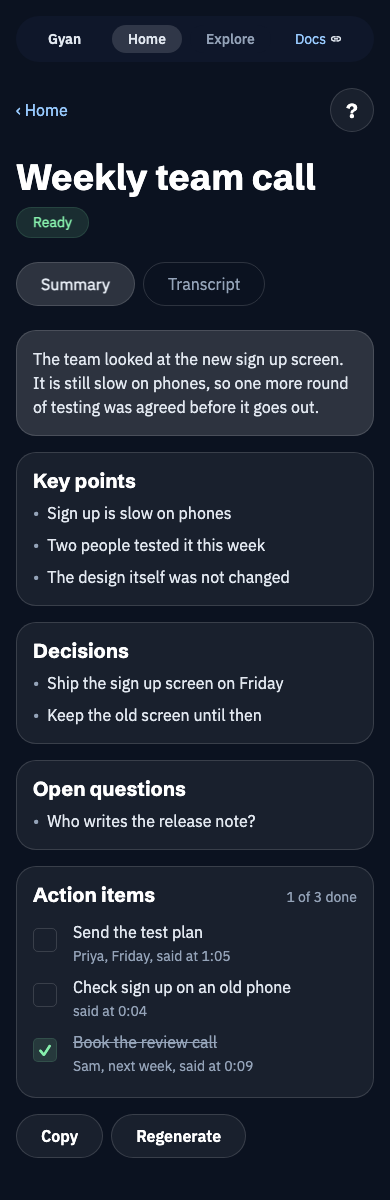 Gyan Home Explore Docs
‹ Home
?
Weekly team call
Ready
Summary Transcript
The team looked at the new sign up screen.
It is still slow on phones, so one more round
of testing was agreed before it goes out.
Key points
• Sign up is slow on phones
• Two people tested it this week
• The design itself was not changed
Decisions
• Ship the sign up screen on Friday
• Keep the old screen until then
Open questions
• Who writes the release note?
Action items 1 of 3 done
Send the test plan
Priya, Friday, said at 1:05
Check sign up on an old phone
said at 0:04
Book the review call
Sam, next week, said at 0:09
Copy Regenerate